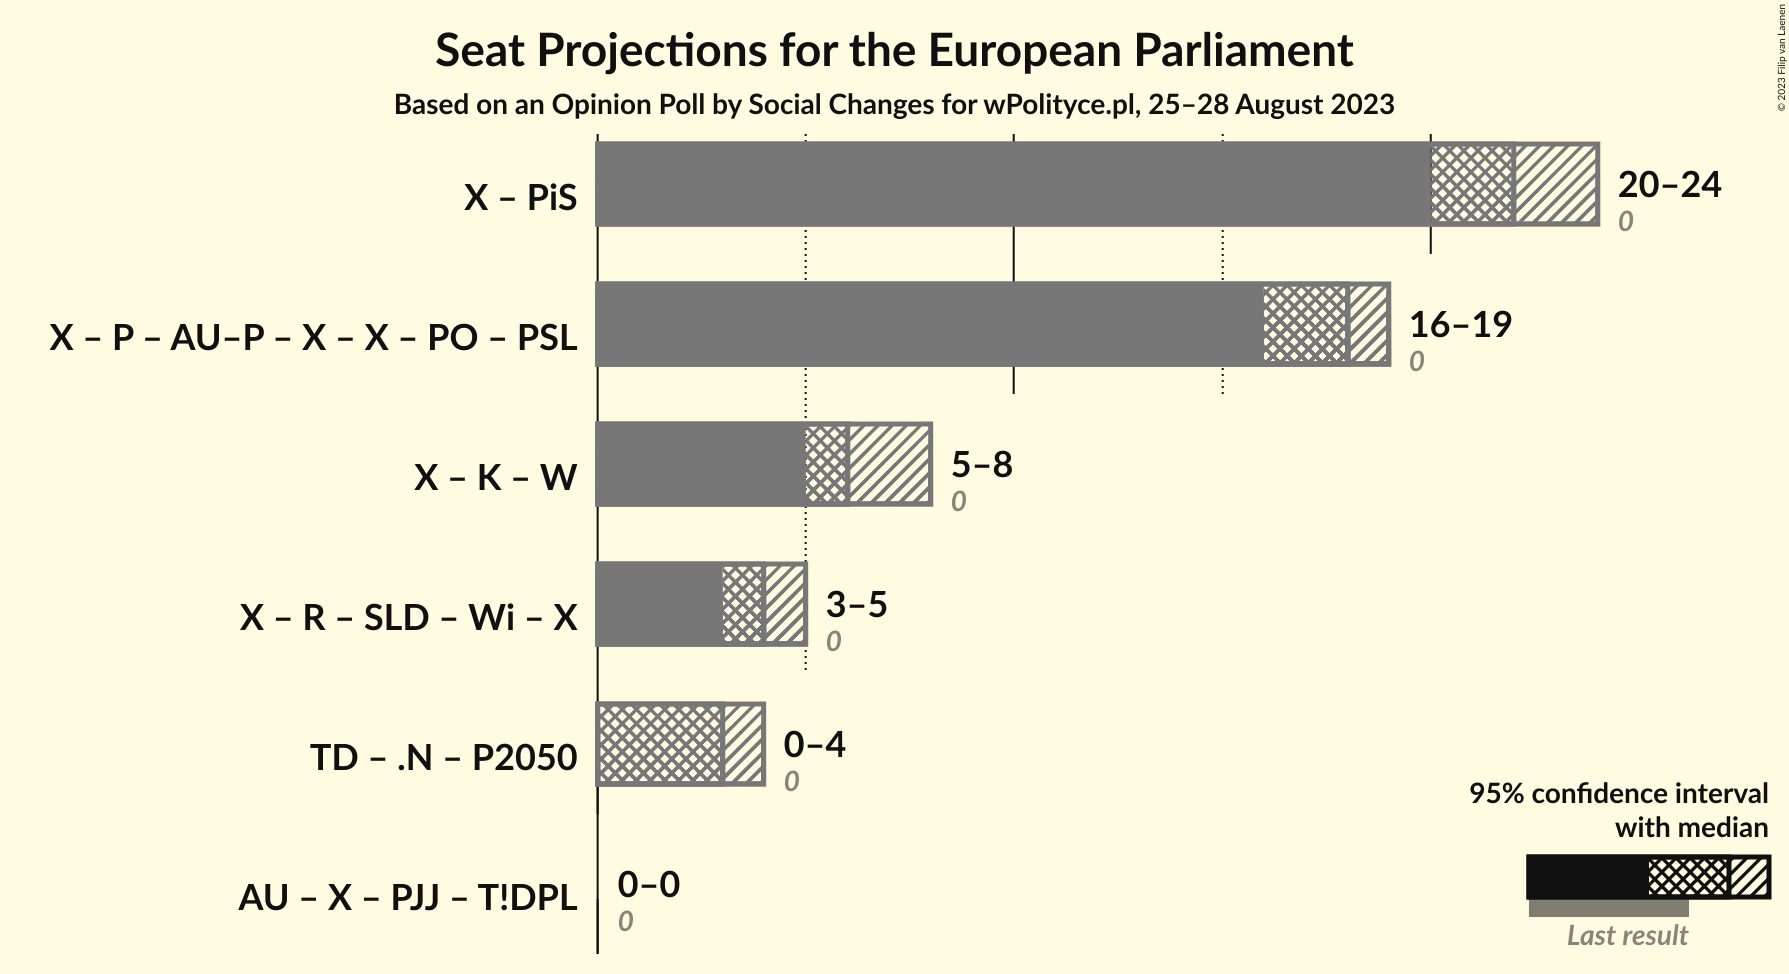 Seat Projections for the European Parliament
Based on an Opinion Poll by Social Changes for wPolityce.pl, 25–28 August 2023
© 2023 Filip van Laenen
X – PiS
20–24
0
X – P – AU–P – X – X – PO – PSL
16–19
0
X – K – W
5–8
0
X – R – SLD – Wi – X
3–5
0
TD – .N – P2050
0–4
0
AU – X – PJJ – T!DPL
0–0
0
95% confidence interval
with median
Last result